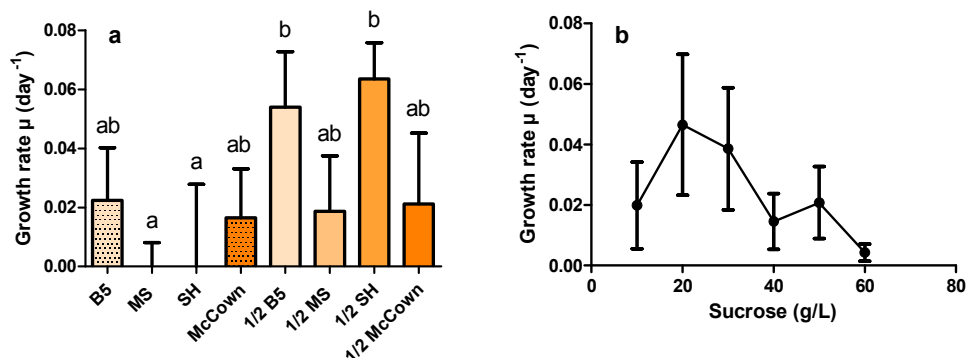 a
Growth rate µ (day⁻¹)
0.08
0.06
0.04
0.02
0.00
ab
a
a
ab
b
ab
b
ab
B5
MS
SH
McCown
1/2 B5
1/2 MS
1/2 SH
1/2 McCown
b
Growth rate µ (day⁻¹)
0.08
0.06
0.04
0.02
0.00
0
20
40
60
80
Sucrose (g/L)